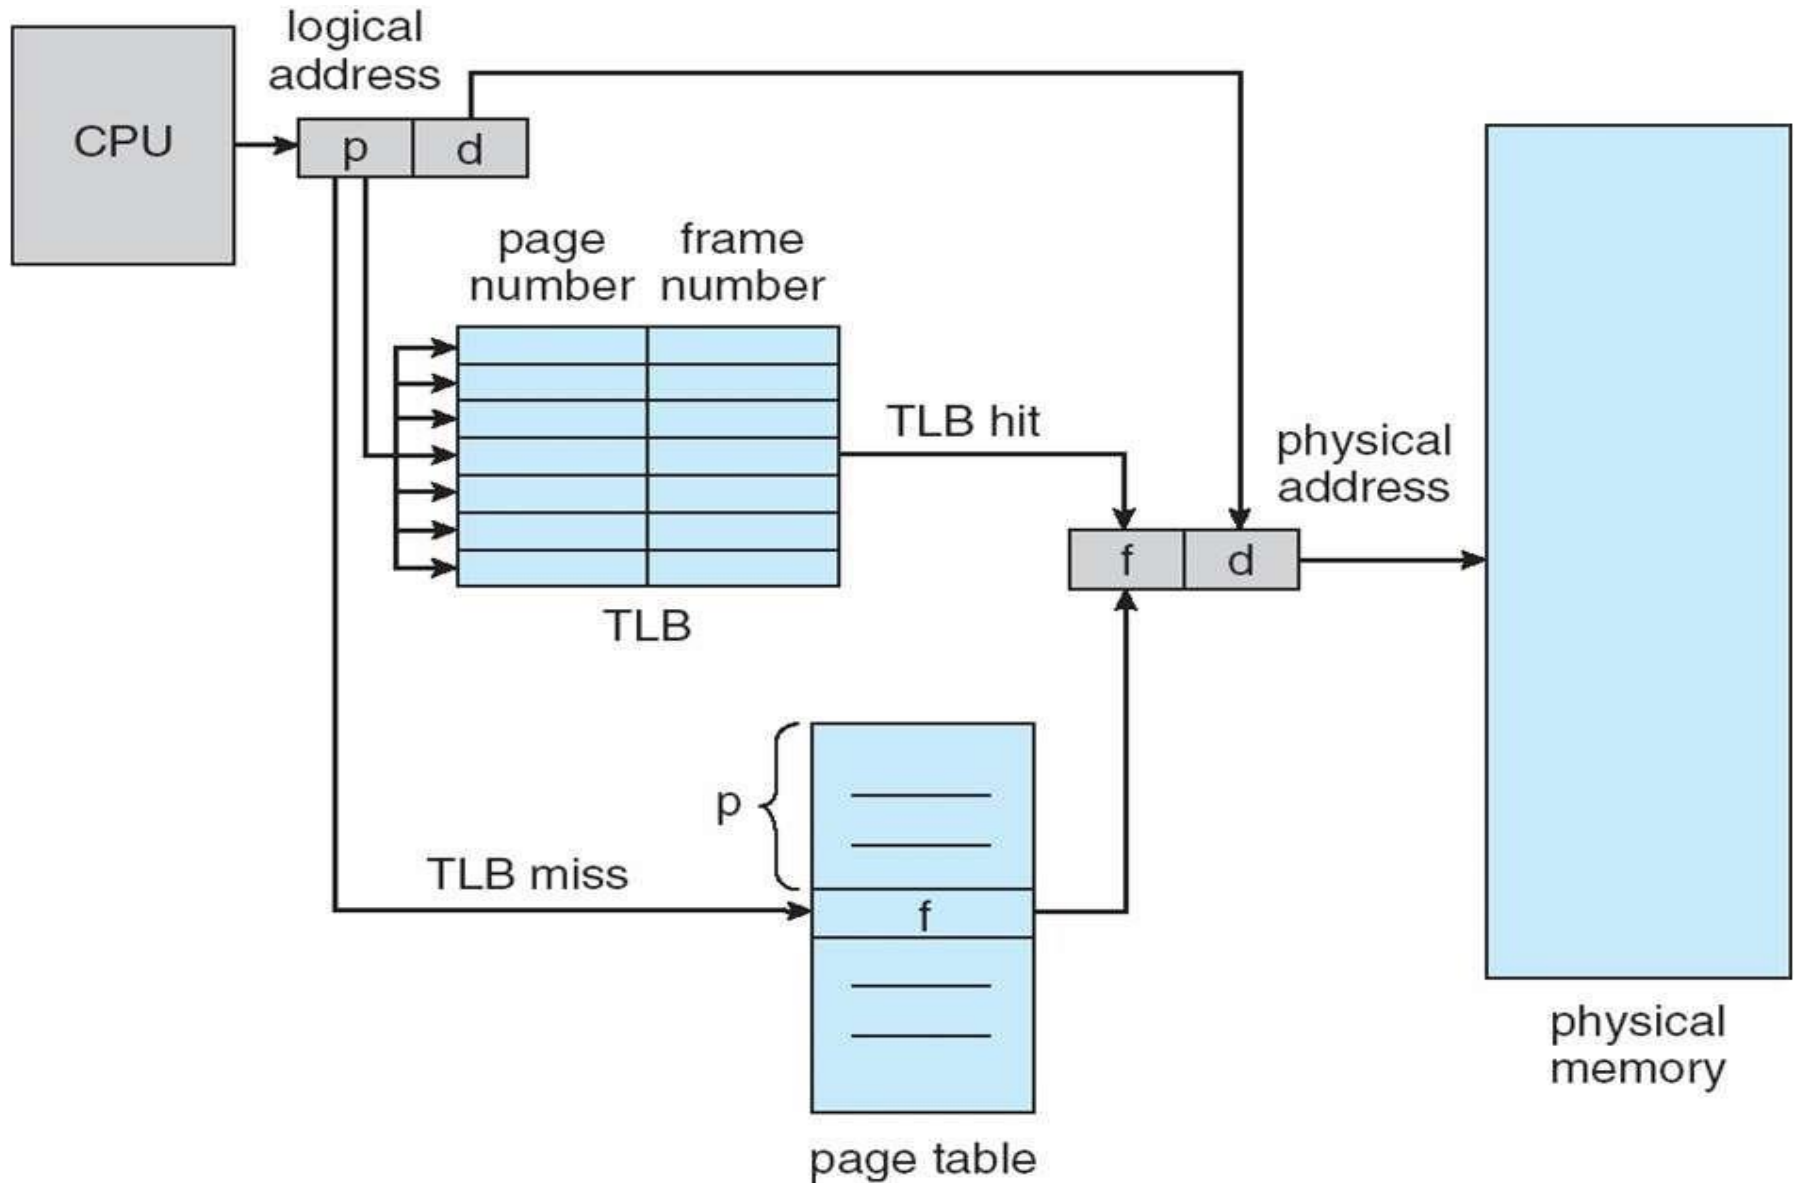 logical
address
CPU
p
d
page
number
frame
number
TLB hit
physical
address
f
d
TLB
p
TLB miss
f
physical
memory
page table